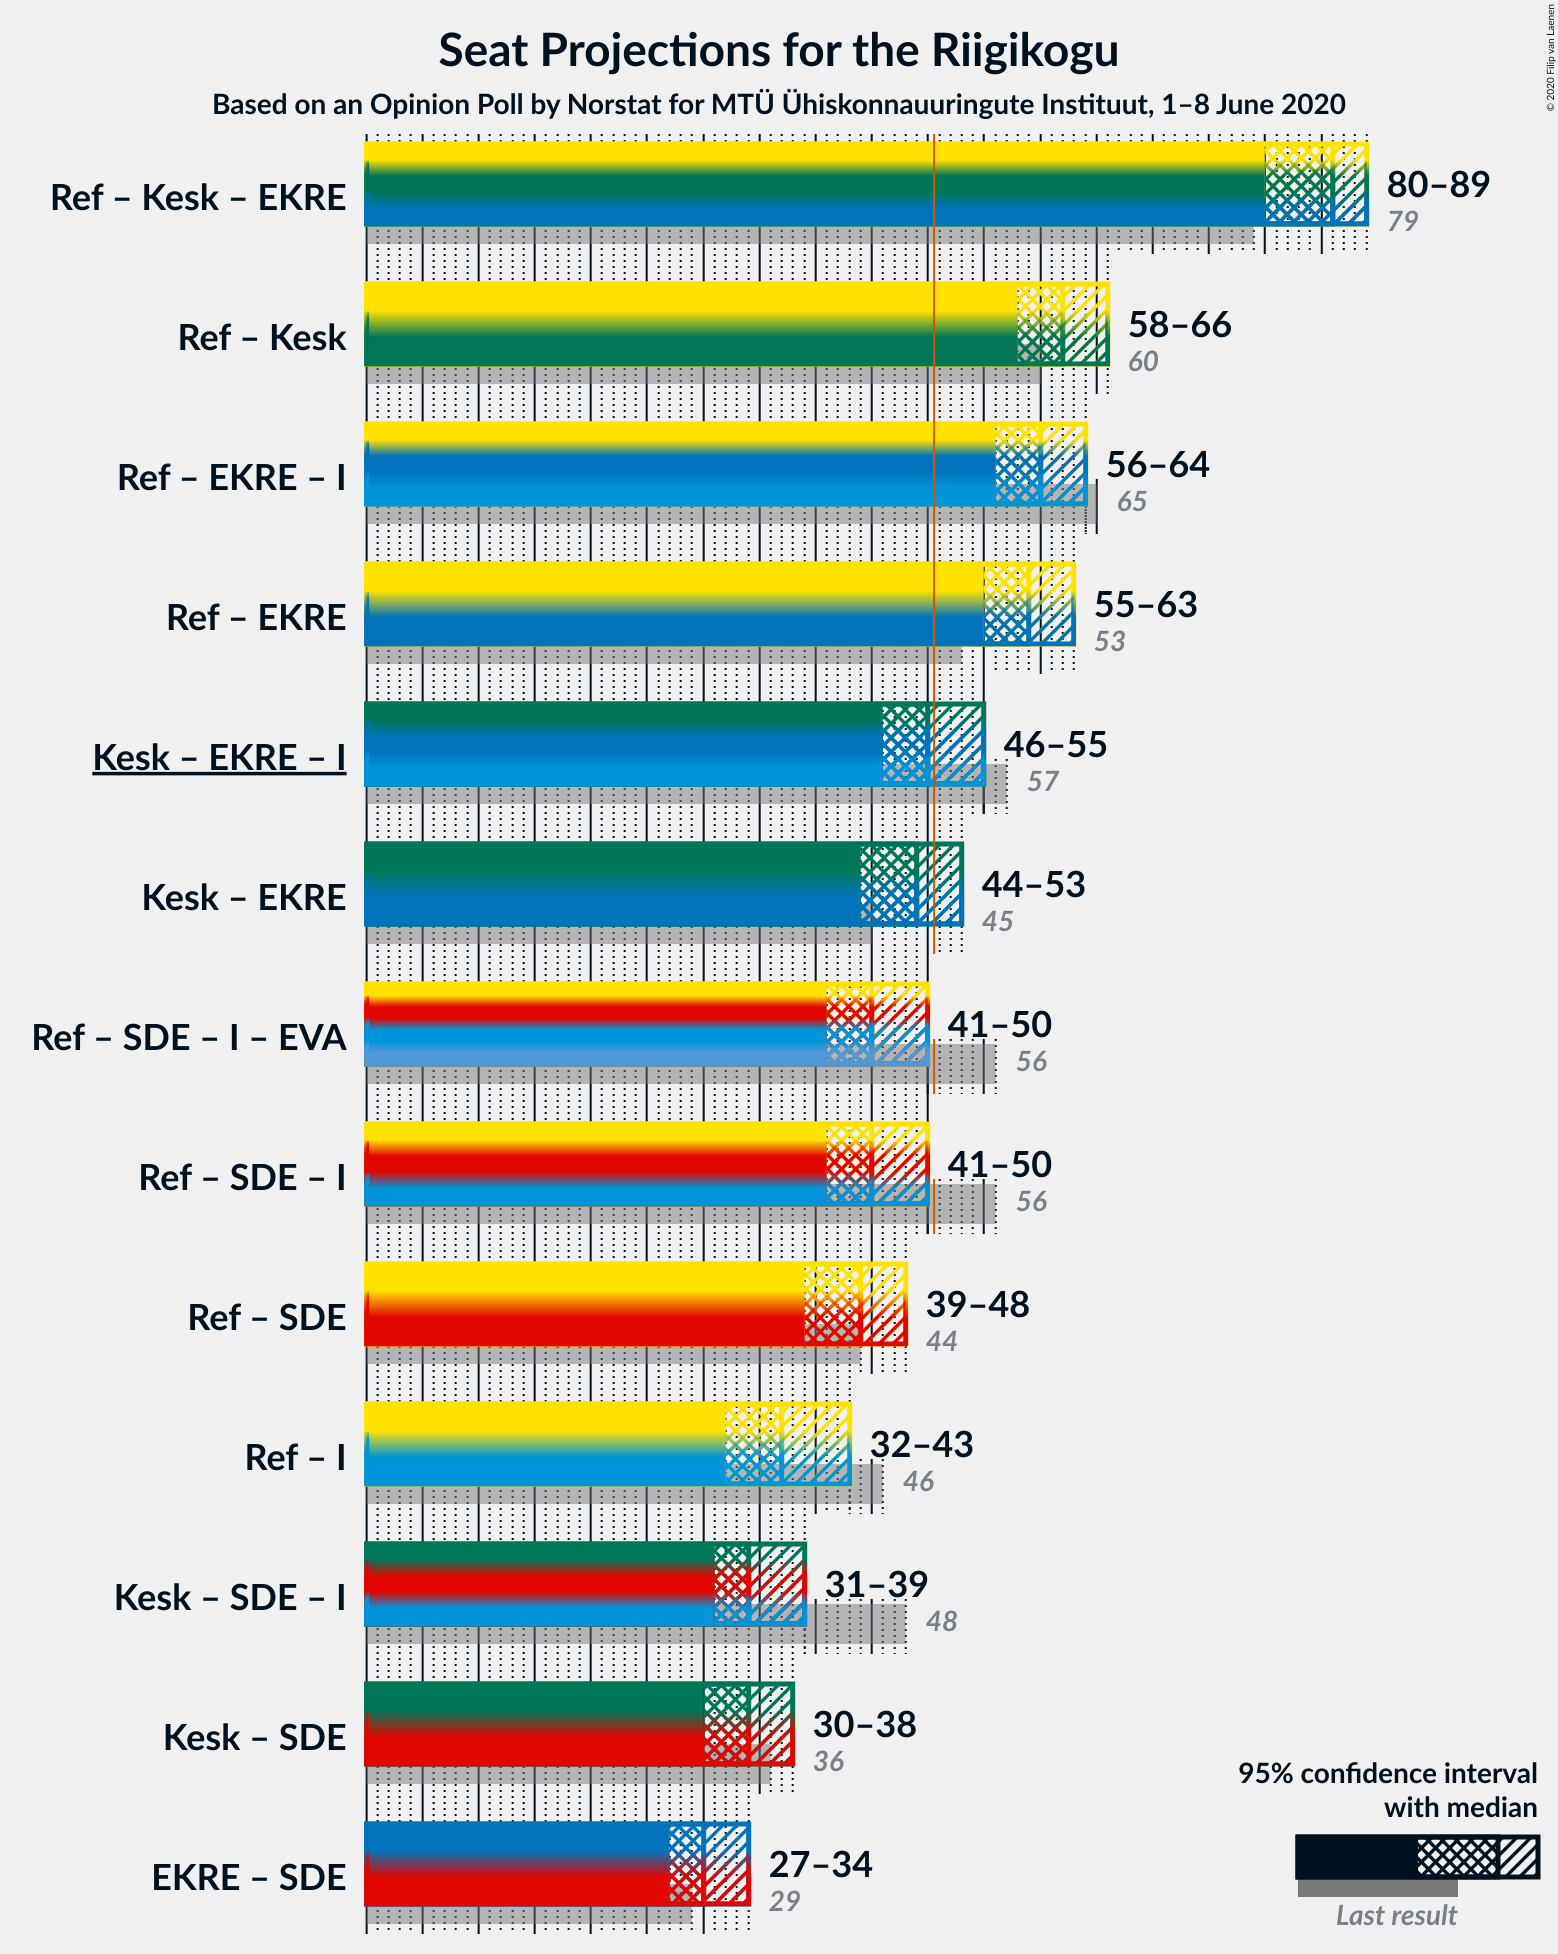 Seat Projections for the Riigikogu
Based on an Opinion Poll by Norstat for MTÜ Ühiskonnauuringute Instituut, 1–8 June 2020
© 2020 Filip van Laenen
Ref – Kesk – EKRE
80–89
79
Ref – Kesk
58–66
60
Ref – EKRE – I
56–64
65
Ref – EKRE
55–63
53
Kesk – EKRE – I
46–55
57
Kesk – EKRE
44–53
45
Ref – SDE – I – EVA
41–50
56
Ref – SDE – I
41–50
56
Ref – SDE
39–48
44
Ref – I
32–43
46
Kesk – SDE – I
31–39
48
Kesk – SDE
30–38
36
EKRE – SDE
27–34
29
95% confidence interval
with median
Last result